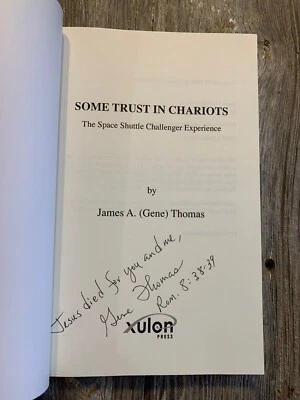 SOME TRUST IN CHARIOTS
The Space Shuttle Challenger Experience
by
James A. (Gene) Thomas
Jesus died for you and me,
Gene Thomas
Rom. 8:38-39
xulon
PRESS